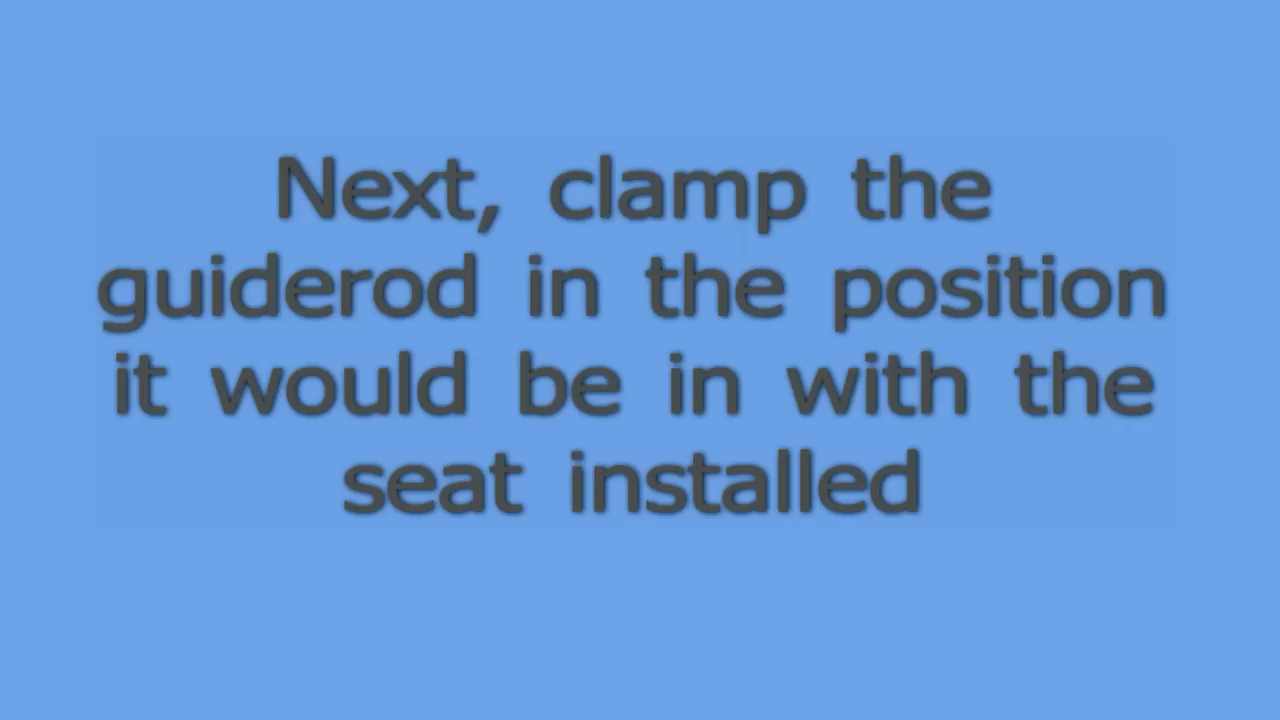 Next, clamp the
guiderod in the position
it would be in with the
seat installed